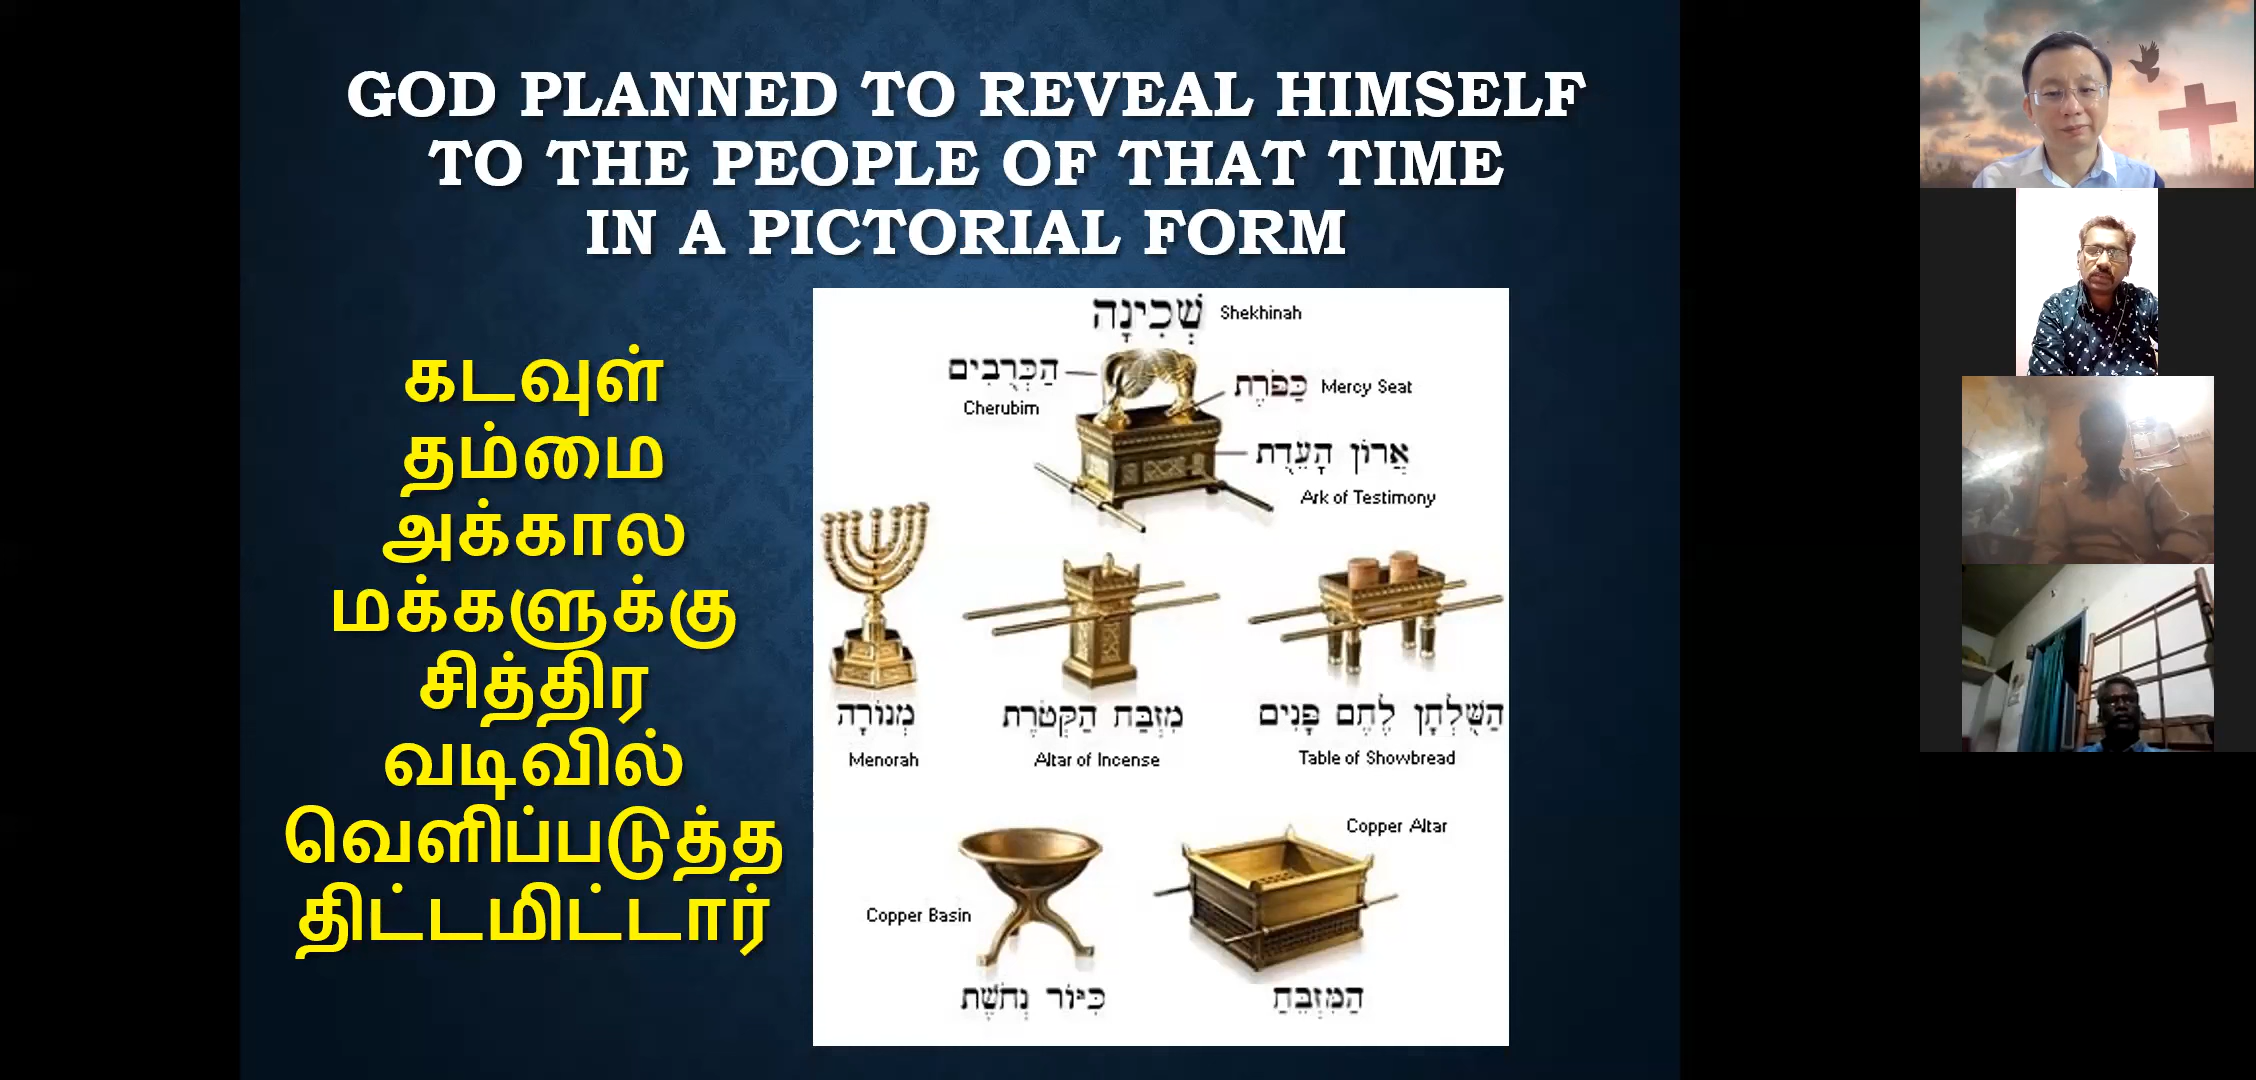 GOD PLANNED TO REVEAL HIMSELF
TO THE PEOPLE OF THAT TIME
IN A PICTORIAL FORM
கடவுள்
தம்மை
அக்கால
மக்களுக்கு
சித்திர
வடிவில்
வெளிப்படுத்த
திட்டமிட்டார்
שְׁכִינָה Shekhinah
הַכְּרֻבִים
Cherubim
כַּפֹּרֶת Mercy Seat
אֲרוֹן הָעֵדֻת
Ark of Testimony
מְנוֹרָה
Menorah
מִזְבַּח הַקְּטֹרֶת
Altar of Incense
הַשֻּׁלְחָן לֶחֶם פָּנִים
Table of Showbread
Copper Altar
Copper Basin
כִּיּוֹר נְחֹשֶׁת
הַמִּזְבֵּחַ